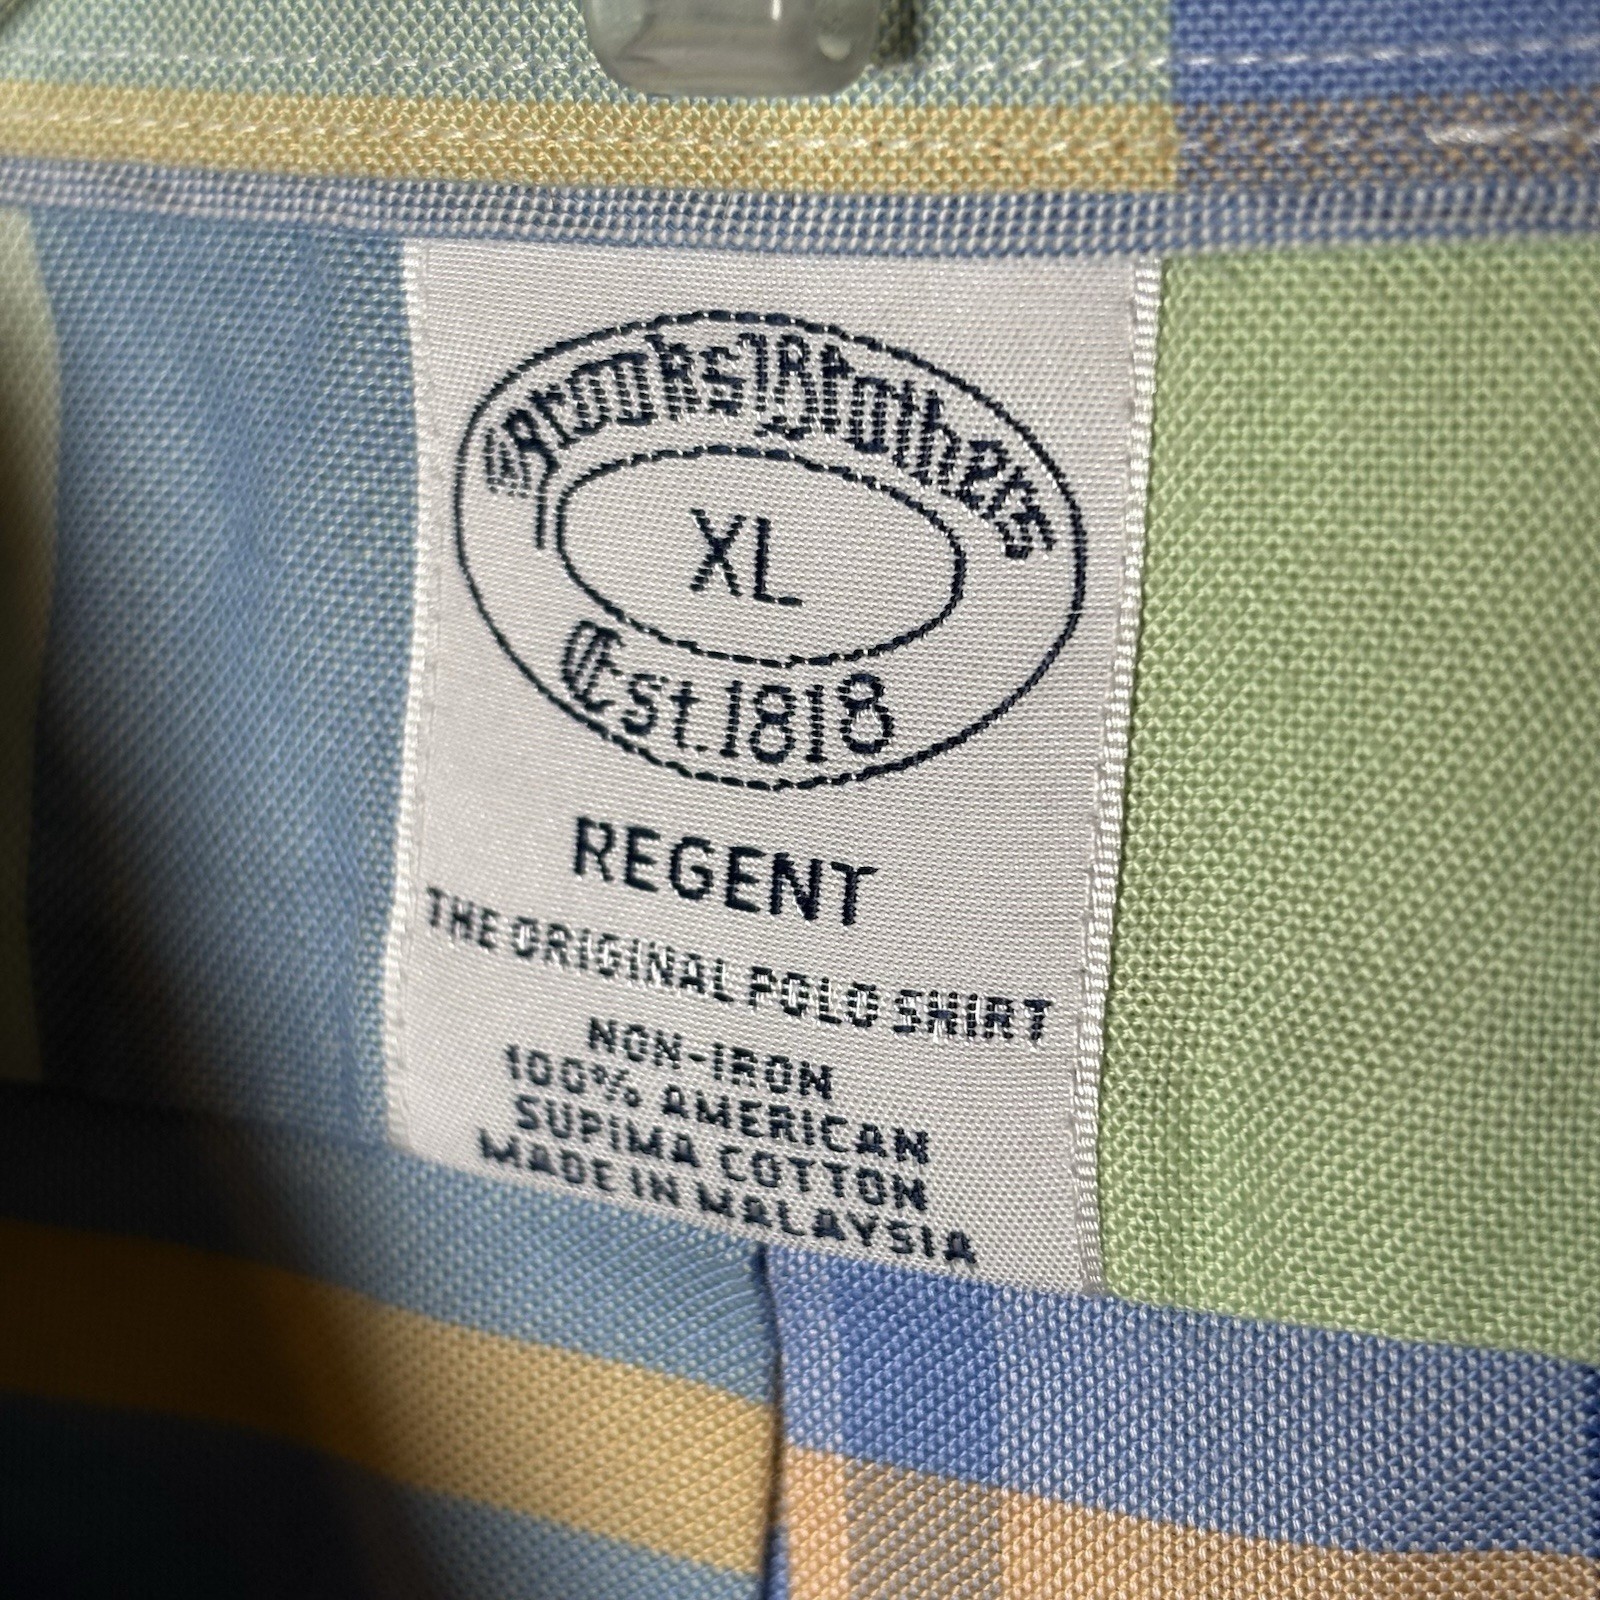 Brooks Brothers
XL
Est. 1818
REGENT
THE ORIGINAL POLO SHIRT
NON-IRON
100% AMERICAN
SUPIMA COTTON
MADE IN MALAYSIA